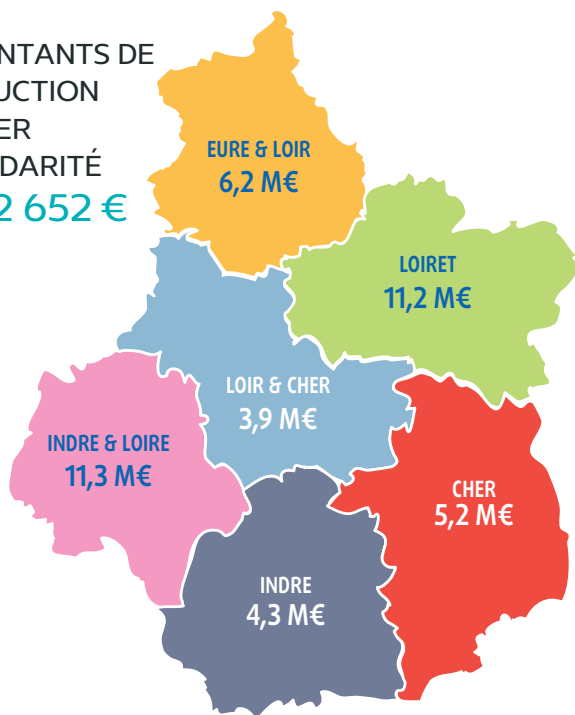 NTANTS DE
UCTION
ER
DARITÉ
2 652 €
EURE & LOIR
6,2 M€
LOIRET
11,2 M€
LOIR & CHER
3,9 M€
INDRE & LOIRE
11,3 M€
CHER
5,2 M€
INDRE
4,3 M€